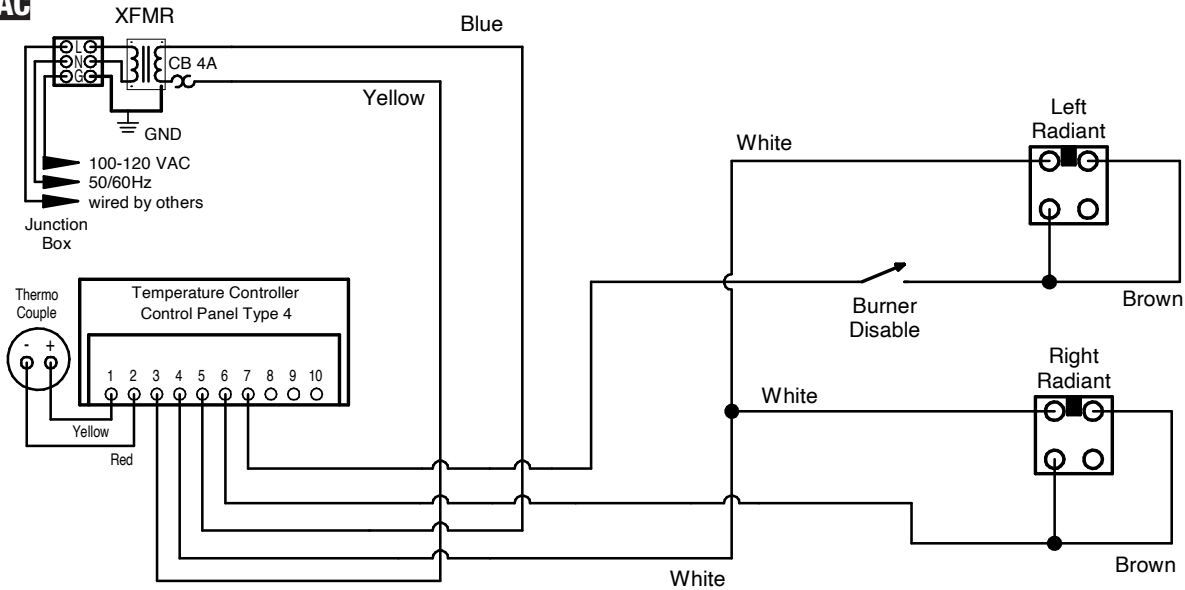 AC
XFMR
Blue
L
N
G
CB 4A
Yellow
GND
100-120 VAC
50/60Hz
wired by others
Junction
Box
White
Left
Radiant
Thermo
Couple
- +
Temperature Controller
Control Panel Type 4
1 2 3 4 5 6 7 8 9 10
Yellow
Red
Burner
Disable
Brown
Right
Radiant
White
White
Brown